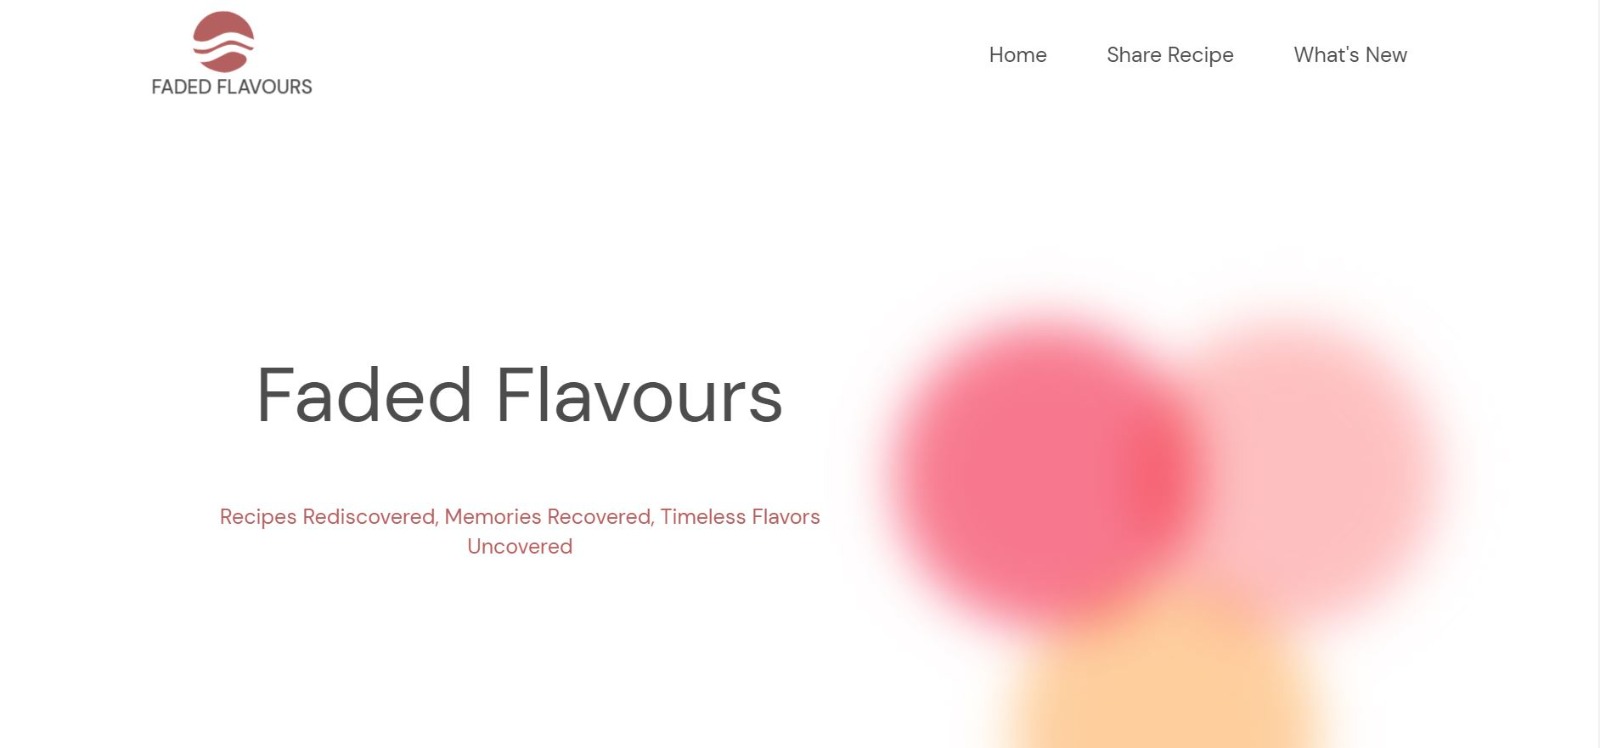 FADED FLAVOURS
Home
Share Recipe
What's New
Faded Flavours
Recipes Rediscovered, Memories Recovered, Timeless Flavors
Uncovered